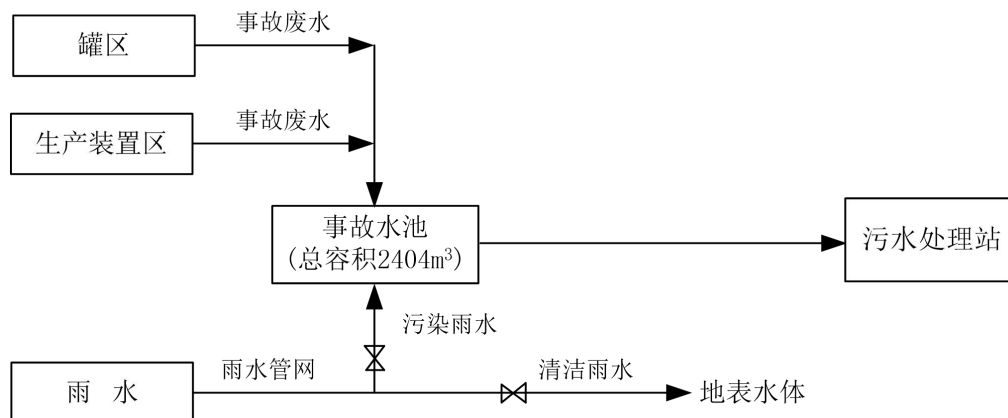 事故废水
罐区
事故废水
生产装置区
事故水池
(总容积2404m³)
污水处理站
污染雨水
雨水管网
清洁雨水
雨 水
地表水体